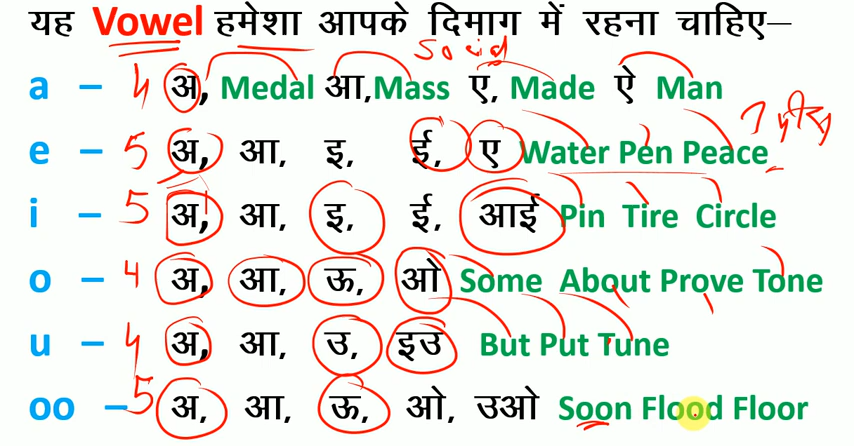 यह Vowel हमेशा आपके दिमाग में रहना चाहिए–
Solid
a – 4 अ, Medal आ, Mass ए, Made ऐ Man
e – 5 अ, आ, इ, ई, ए Water Pen Peace
i – 5 अ, आ, इ, ई, आई Pin Tire Circle
o – 4 अ, आ, ऊ, ओ Some About Prove Tone
u – 4 अ, आ, उ, इउ But Put Tune
oo – 5 अ, आ, ऊ, ओ, उओ Soon Flood Floor